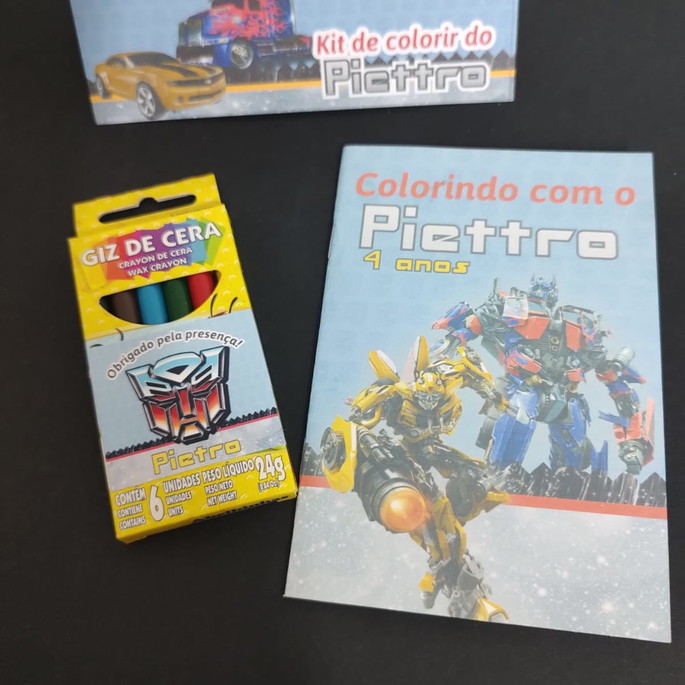 Kit de colorir do
Piettro
Colorindo com o
Piettro
4 anos
GIZ DE CERA
CRAYON DE CERA
WAX CRAYON
Obrigado pela presença!
Pietro
CONTÉM
CONTIENE
CONTAINS
6
UNIDADES
UNIDADES
UNITS
PESO LÍQUIDO
PESO NETO
NET WEIGHT
24g